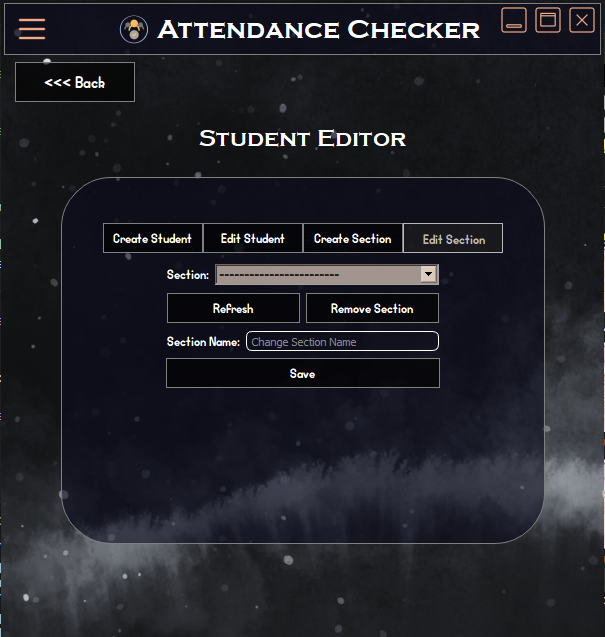 Attendance Checker
<<< Back
Student Editor
Create Student Edit Student Create Section Edit Section
Section: ------------------------
Refresh Remove Section
Section Name: Change Section Name
Save